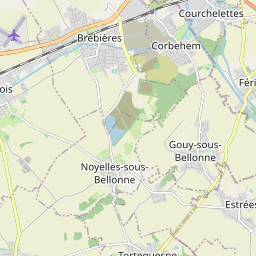 Courchelettes
Brebières
Corbehem
ois
Féri
Gouy-sous-
Bellonne
Noyelles-sous-
Bellonne
Estrées
Tortequesne